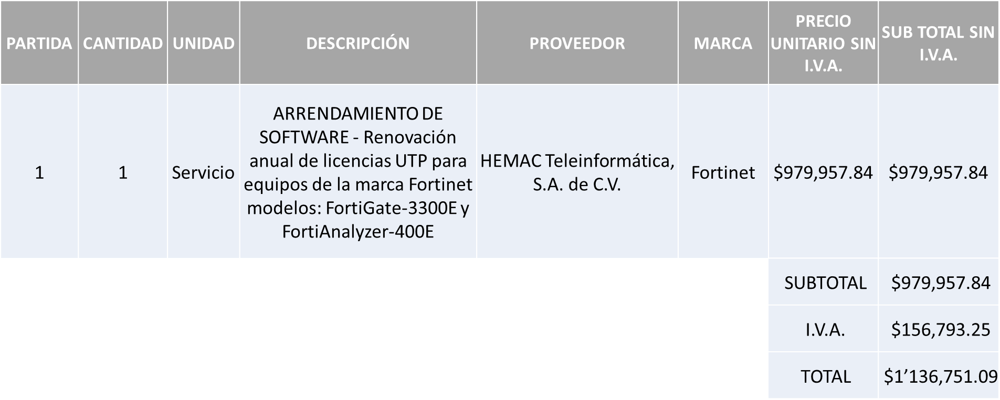 PARTIDA
CANTIDAD
UNIDAD
DESCRIPCIÓN
PROVEEDOR
MARCA
PRECIO
UNITARIO SIN
I.V.A.
SUB TOTAL SIN
I.V.A.
1
1
Servicio
ARRENDAMIENTO DE
SOFTWARE - Renovación
anual de licencias UTP para
equipos de la marca Fortinet
modelos: FortiGate-3300E y
FortiAnalyzer-400E
HEMAC Teleinformática,
S.A. de C.V.
Fortinet
$979,957.84
$979,957.84
SUBTOTAL
$979,957.84
I.V.A.
$156,793.25
TOTAL
$1’136,751.09